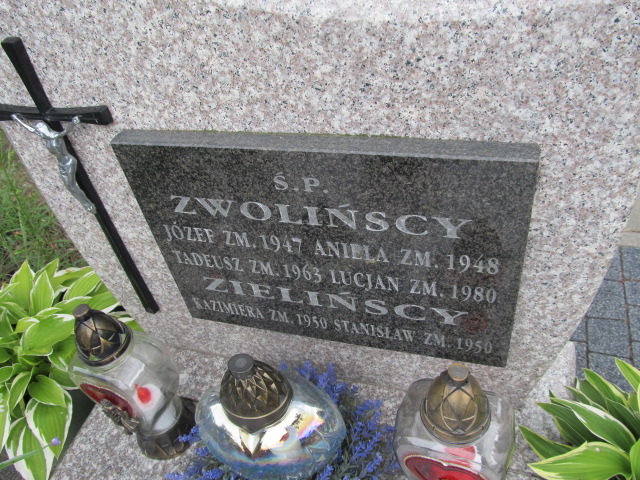 Ś.P.
ZWOLIŃSCY
JÓZEF ZM. 1947 ANIELA ZM. 1948
TADEUSZ ZM. 1963 LUCJAN ZM. 1980
ZIELIŃSCY
KAZIMIERA ZM. 1950 STANISŁAW ZM. 1950